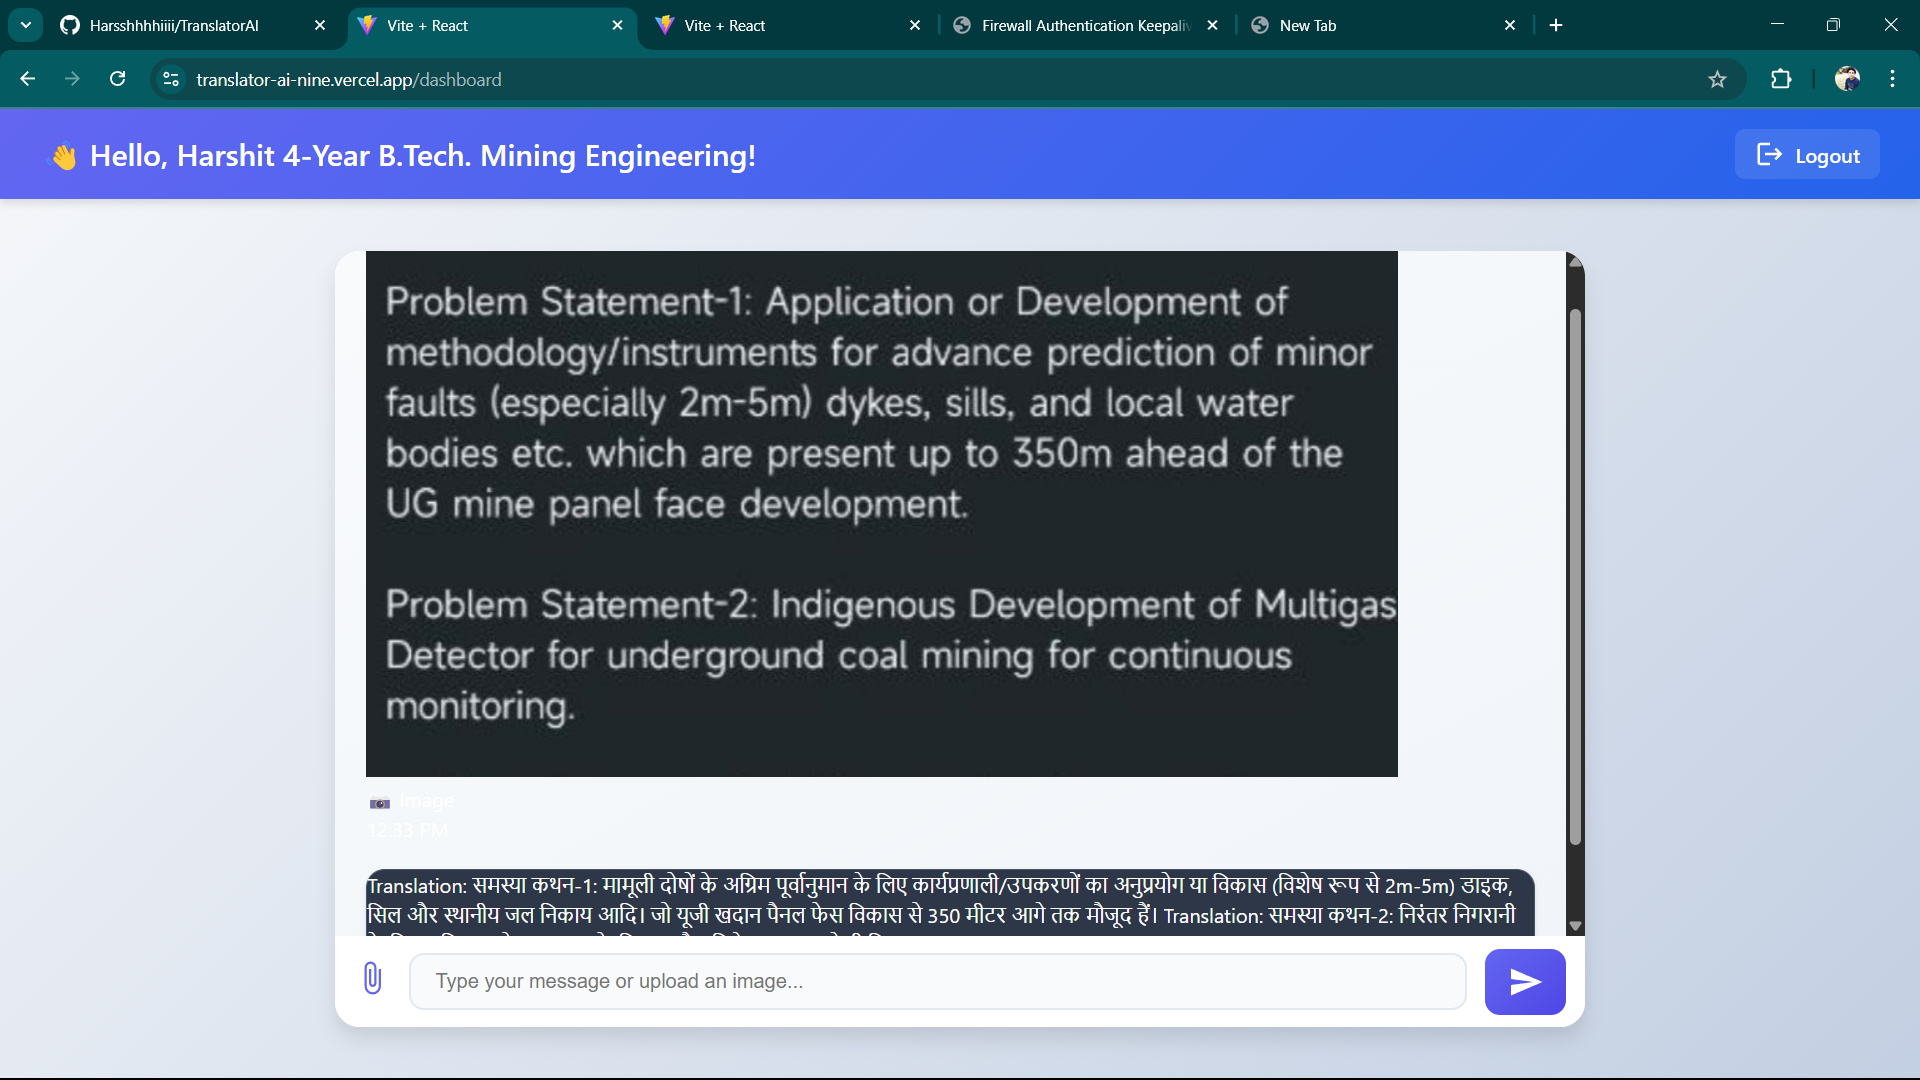 Harsshhhhiiii/TranslatorAI
Vite + React
Vite + React
Firewall Authentication Keepaliv
New Tab
translator-ai-nine.vercel.app/dashboard
👋 Hello, Harshit 4-Year B.Tech. Mining Engineering!
Logout
Problem Statement-1: Application or Development of
methodology/instruments for advance prediction of minor
faults (especially 2m-5m) dykes, sills, and local water
bodies etc. which are present up to 350m ahead of the
UG mine panel face development.
Problem Statement-2: Indigenous Development of Multigas
Detector for underground coal mining for continuous
monitoring.
📷 Image
12:33 PM
Translation: समस्या कथन-1: मामूली दोषों के अग्रिम पूर्वानुमान के लिए कार्यप्रणाली/उपकरणों का अनुप्रयोग या विकास (विशेष रूप से 2m-5m) डाइक,
सिल और स्थानीय जल निकाय आदि। जो यूजी खदान पैनल फेस विकास से 350 मीटर आगे तक मौजूद हैं। Translation: समस्या कथन-2: निरंतर निगरानी
Type your message or upload an image...